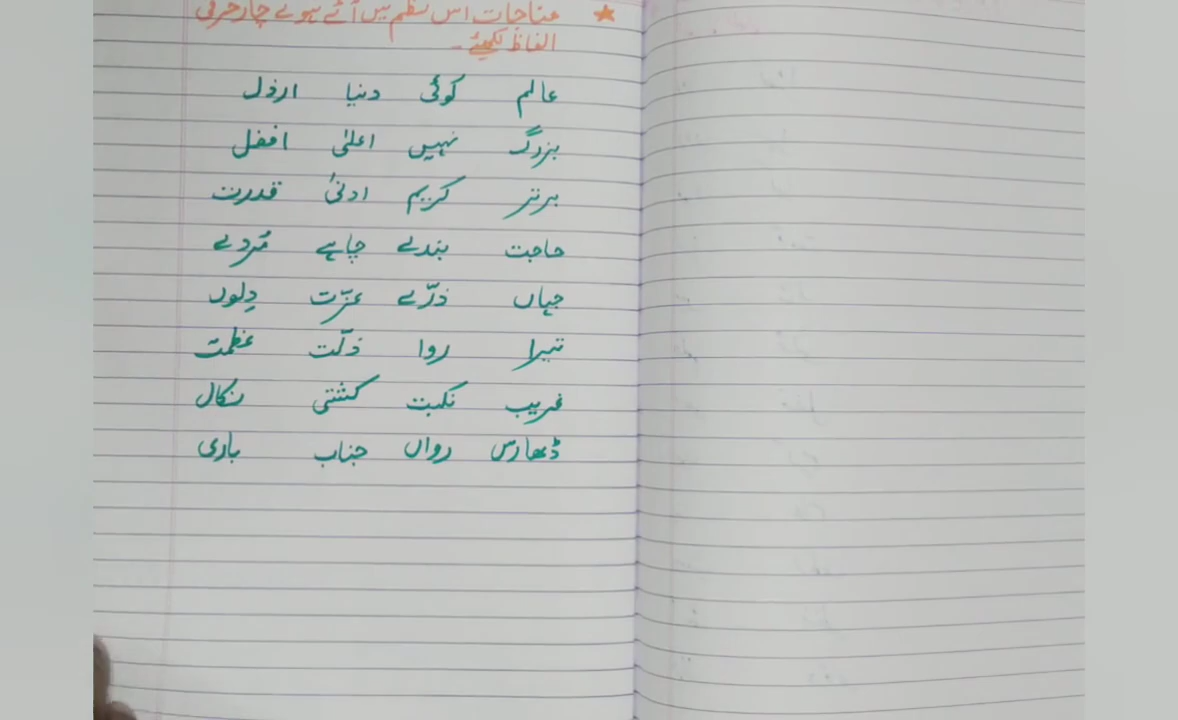 ★ مناجات اس نظم میں آئے ہوئے چار حرفی
الفاظ لکھیئے۔
عالم کوئی دنیا ارذل
بزرگ نہیں اعلیٰ افضل
برتر کریم ادنیٰ قدرت
حاجت بندے چاہے مُردے
جہاں ذرّے عزّت دِلوں
تیرا روا ذلّت عظمت
غریب نکبت کشتی نکال
ڈھارس رواں جناب باری